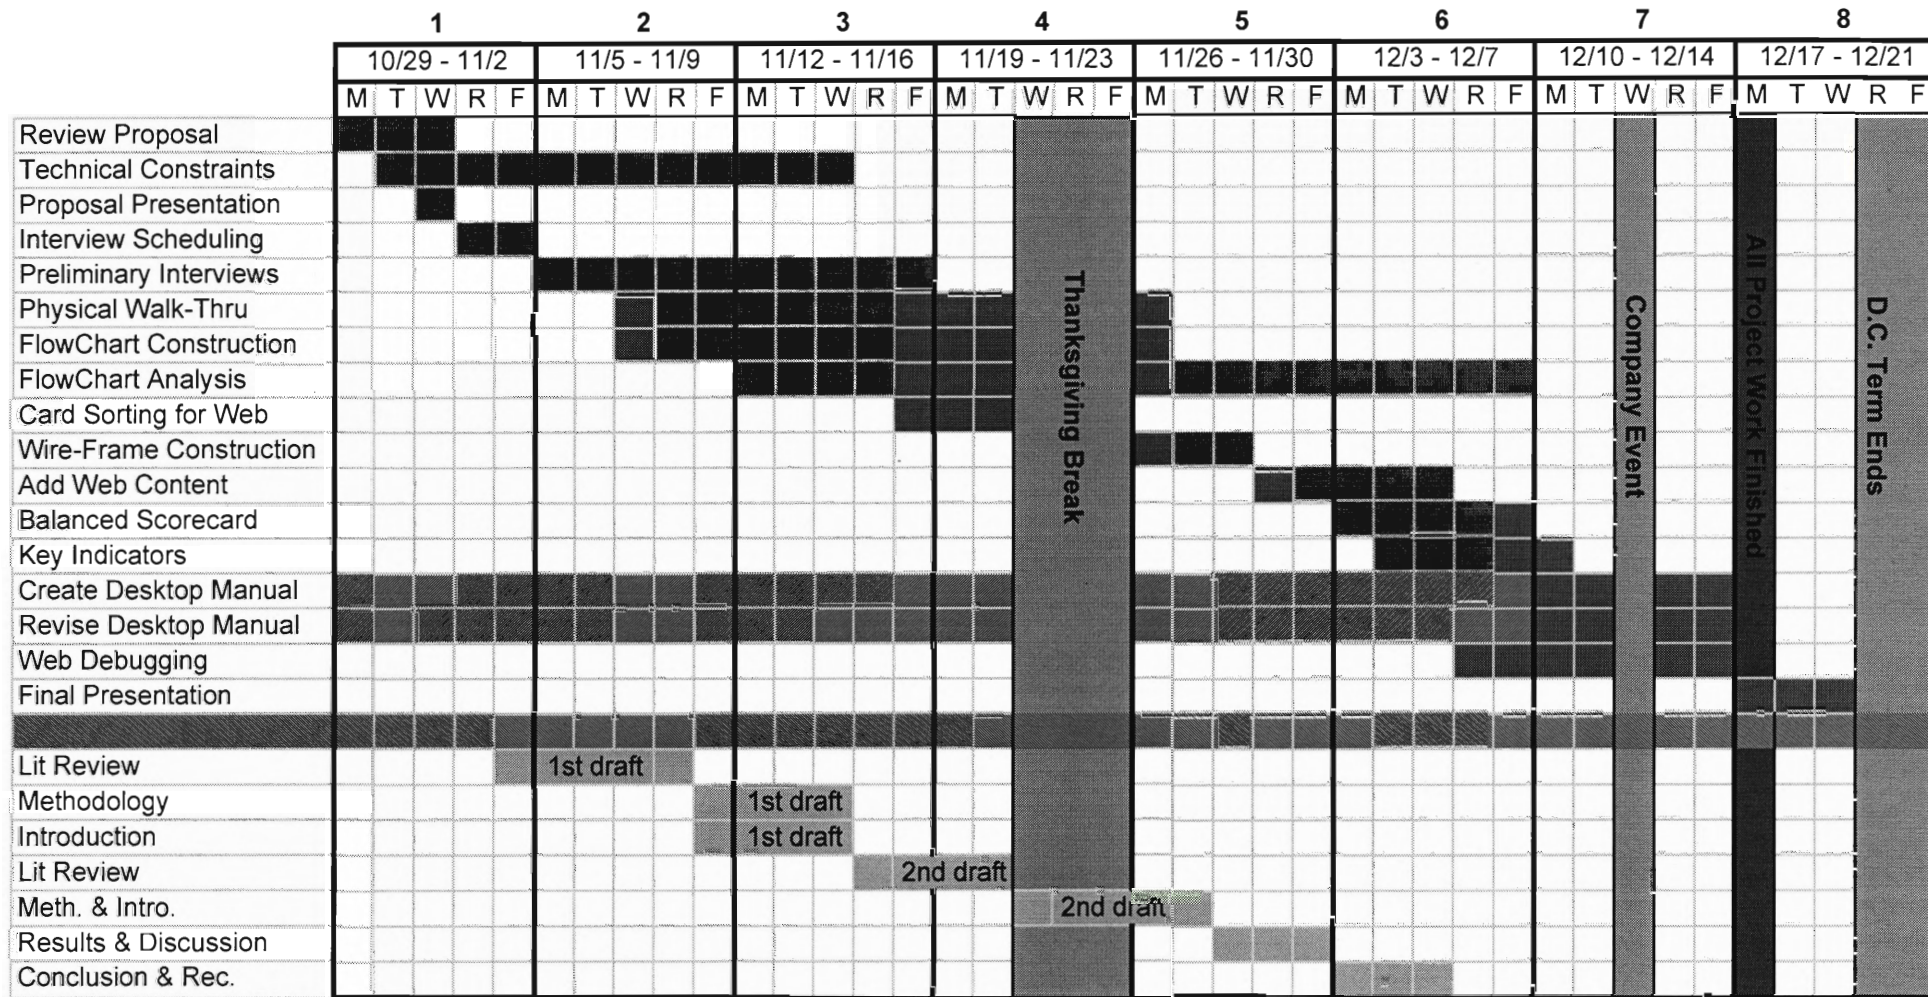 1 2 3 4 5 6 7 8
10/29 - 11/2 11/5 - 11/9 11/12 - 11/16 11/19 - 11/23 11/26 - 11/30 12/3 - 12/7 12/10 - 12/14 12/17 - 12/21
M T W R F M T W R F M T W R F M T W R F M T W R F M T W R F M T W R F M T W R F
Review Proposal
Technical Constraints
Proposal Presentation
Interview Scheduling
Preliminary Interviews
Physical Walk-Thru
FlowChart Construction
FlowChart Analysis
Card Sorting for Web
Wire-Frame Construction
Add Web Content
Balanced Scorecard
Key Indicators
Create Desktop Manual
Revise Desktop Manual
Web Debugging
Final Presentation
Thanksgiving Break
Company Event
All Project Work Finished
D.C. Term Ends
Lit Review 1st draft
Methodology 1st draft
Introduction 1st draft
Lit Review 2nd draft
Meth. & Intro. 2nd draft
Results & Discussion
Conclusion & Rec.